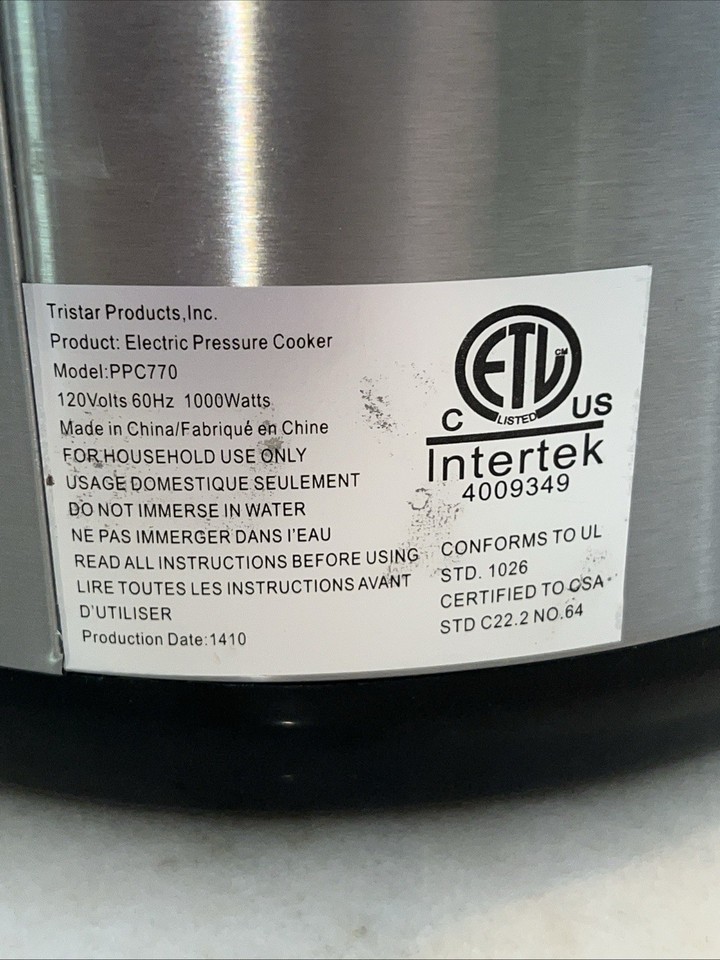 Tristar Products,Inc.
Product: Electric Pressure Cooker
Model:PPC770
120Volts 60Hz 1000Watts
Made in China/Fabriqué en Chine
FOR HOUSEHOLD USE ONLY
USAGE DOMESTIQUE SEULEMENT
DO NOT IMMERSE IN WATER
NE PAS IMMERGER DANS I'EAU
READ ALL INSTRUCTIONS BEFORE USING
LIRE TOUTES LES INSTRUCTIONS AVANT
D'UTILISER
Production Date:1410
ETL CM
C LISTED US
Intertek
4009349
CONFORMS TO UL
STD. 1026
CERTIFIED TO CSA
STD C22.2 NO.64